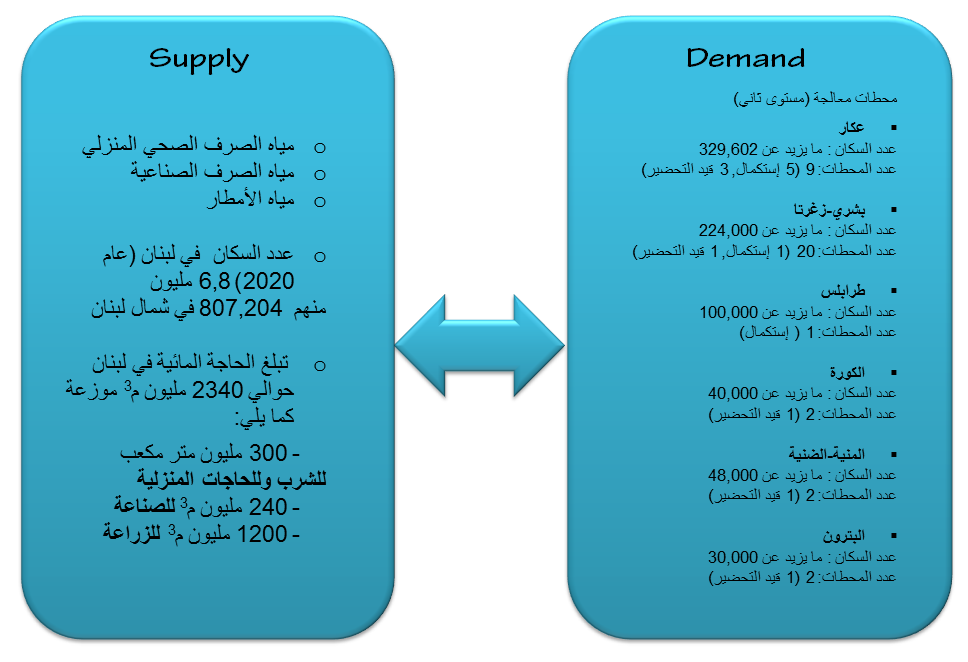 Supply
مياه الصرف الصحي المنزلي
مياه الصرف الصناعية
مياه الأمطار
عدد السكان في لبنان (عام
2020) 6,8 مليون
منهم 807,204 في شمال لبنان
تبلغ الحاجة المائية في لبنان
حوالي 2340 مليون م³ موزعة
كما يلي:
- 300 مليون متر مكعب
للشرب وللحاجات المنزلية
- 240 مليون م³ للصناعة
- 1200 مليون م³ للزراعة
Demand
محطات معالجة (مستوى ثاني)
عكار
عدد السكان : ما يزيد عن 329,602
عدد المحطات: 9 (5 إستكمال, 3 قيد التحضير)
بشري-زغرتا
عدد السكان : ما يزيد عن 224,000
عدد المحطات: 20 (1 إستكمال, 1 قيد التحضير)
طرابلس
عدد السكان : ما يزيد عن 100,000
عدد المحطات: 1 ( إستكمال)
الكورة
عدد السكان : ما يزيد عن 40,000
عدد المحطات: 2 (1 قيد التحضير)
المنية-الضنية
عدد السكان : ما يزيد عن 48,000
عدد المحطات: 2 (1 قيد التحضير)
البترون
عدد السكان : ما يزيد عن 30,000
عدد المحطات: 2 (1 قيد التحضير)